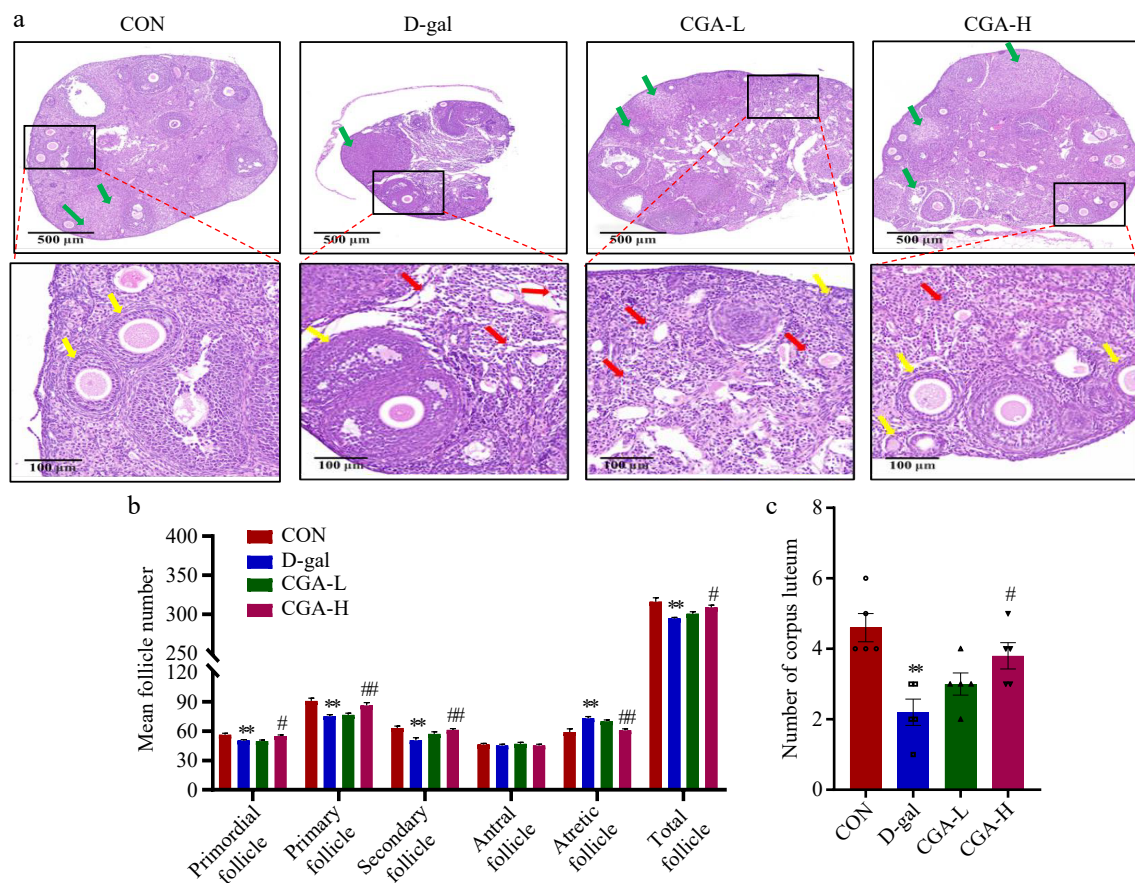 a
CON
D-gal
CGA-L
CGA-H
500 μm
500 μm
500 μm
500 μm
100 μm
100 μm
100 μm
100 μm
b
Mean follicle number
400
350
300
250
120
90
60
30
0
CON
D-gal
CGA-L
CGA-H
** #
** ##
** ##
** ##
** #
Primordial follicle
Primary follicle
Secondary follicle
Antral follicle
Atretic follicle
Total follicle
c
Number of corpus luteum
8
6
4
2
0
**
#
CON
D-gal
CGA-L
CGA-H